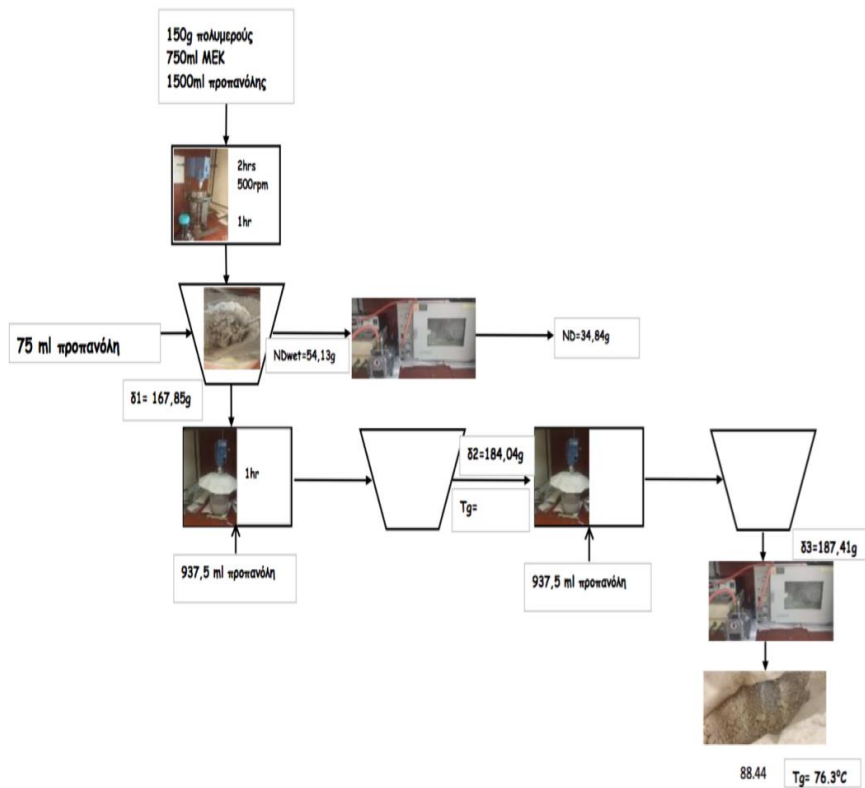 150g πολυμερούς
750ml MEK
1500ml προπανόλης
2hrs
500rpm
1hr
75 ml προπανόλη
NDwet=54,13g
ND=34,84g
δ1= 167,85g
1hr
δ2=184,04g
Tg=
937,5 ml προπανόλη
937,5 ml προπανόλη
δ3=187,41g
88.44
Tg= 76.3⁰C